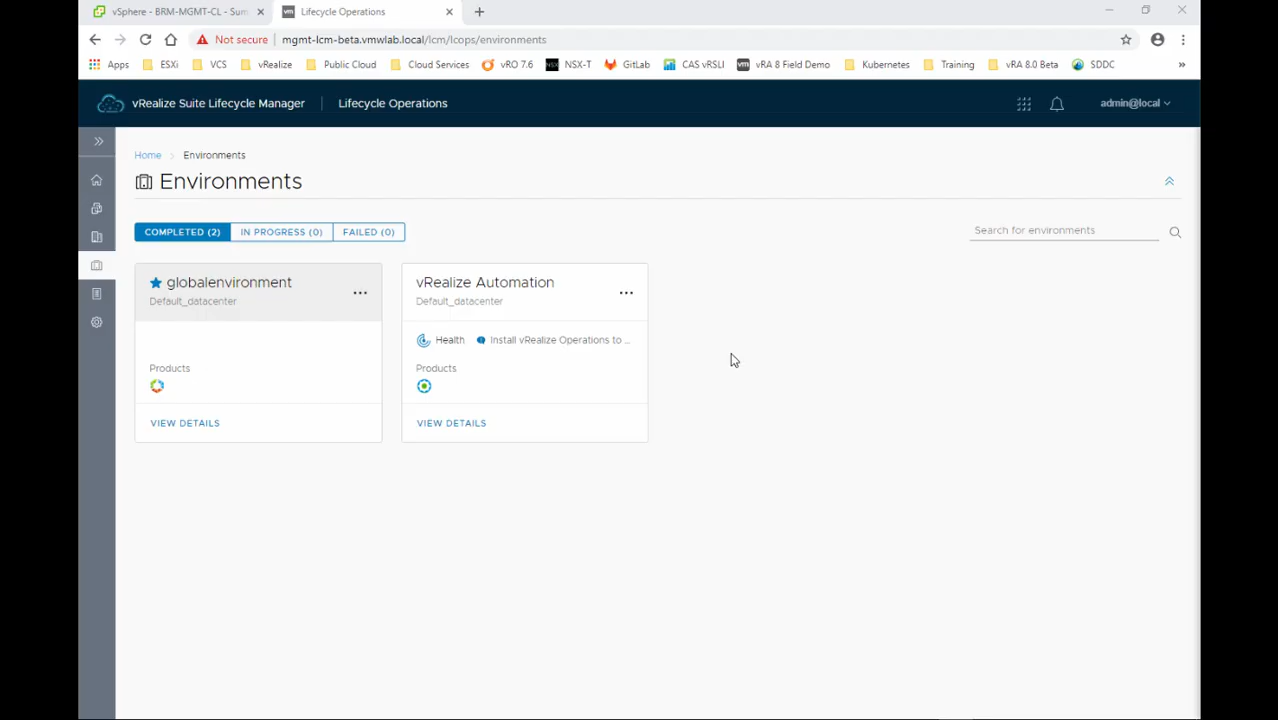 vSphere - BRM-MGMT-CL - Sum
Lifecycle Operations
Not secure mgmt-lcm-beta.vmwlab.local/lcm/lcops/environments
Apps ESXi VCS vRealize Public Cloud Cloud Services vRO 7.6 NSX NSX-T GitLab CAS vRSLI vm vRA 8 Field Demo Kubernetes Training vRA 8.0 Beta SDDC »
vRealize Suite Lifecycle Manager | Lifecycle Operations admin@local
Home > Environments
Environments
COMPLETED (2) IN PROGRESS (0) FAILED (0) Search for environments
globalenvironment ...
Default_datacenter
Products
VIEW DETAILS
vRealize Automation ...
Default_datacenter
Health Install vRealize Operations to ...
Products
VIEW DETAILS